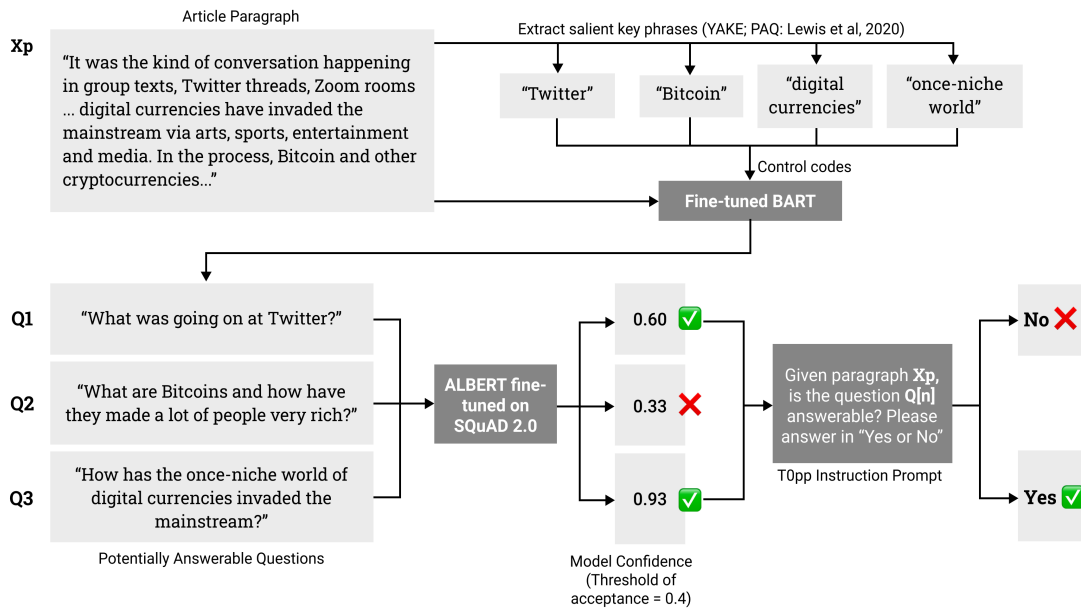 Article Paragraph
Xp
“It was the kind of conversation happening
in group texts, Twitter threads, Zoom rooms
... digital currencies have invaded the
mainstream via arts, sports, entertainment
and media. In the process, Bitcoin and other
cryptocurrencies...”
Extract salient key phrases (YAKE; PAQ: Lewis et al, 2020)
“Twitter”
“Bitcoin”
“digital
currencies”
“once-niche
world”
Control codes
Fine-tuned BART
Q1
“What was going on at Twitter?”
Q2
“What are Bitcoins and how have
they made a lot of people very rich?”
Q3
“How has the once-niche world of
digital currencies invaded the
mainstream?”
Potentially Answerable Questions
ALBERT fine-
tuned on
SQuAD 2.0
0.60
0.33
0.93
Model Confidence
(Threshold of
acceptance = 0.4)
Given paragraph Xp,
is the question Q[n]
answerable? Please
answer in “Yes or No”
T0pp Instruction Prompt
No
Yes